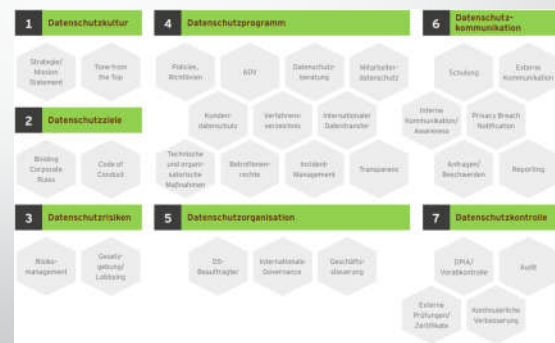 1 Datenschutzkultur
Strategie/
Mission
Statement
Tone from
the Top
2 Datenschutzziele
Binding
Corporate
Rules
Code of
Conduct
3 Datenschutzrisiken
Risiko-
management
Gesetz-
gebung/
Lobbying
4 Datenschutzprogramm
Policies,
Richtlinien
ADV
Datenschutz-
beratung
Mitarbeiter-
datenschutz
Kunden-
datenschutz
Verfahrens-
verzeichnis
Internationaler
Datentransfer
Technische
und organi-
satorische
Maßnahmen
Betroffenen-
rechte
Incident-
Management
Transparenz
5 Datenschutzorganisation
DS-
Beauftragter
Internationale
Governance
Geschäfts-
steuerung
6 Datenschutz-
kommunikation
Schulung
Externe
Kommunikation
Interne
Kommunikation/
Awareness
Privacy Breach
Notification
Anfragen/
Beschwerden
Reporting
7 Datenschutzkontrolle
DPIA/
Vorabkontrolle
Audit
Externe
Prüfungen/
Zertifikate
Kontinuierliche
Verbesserung